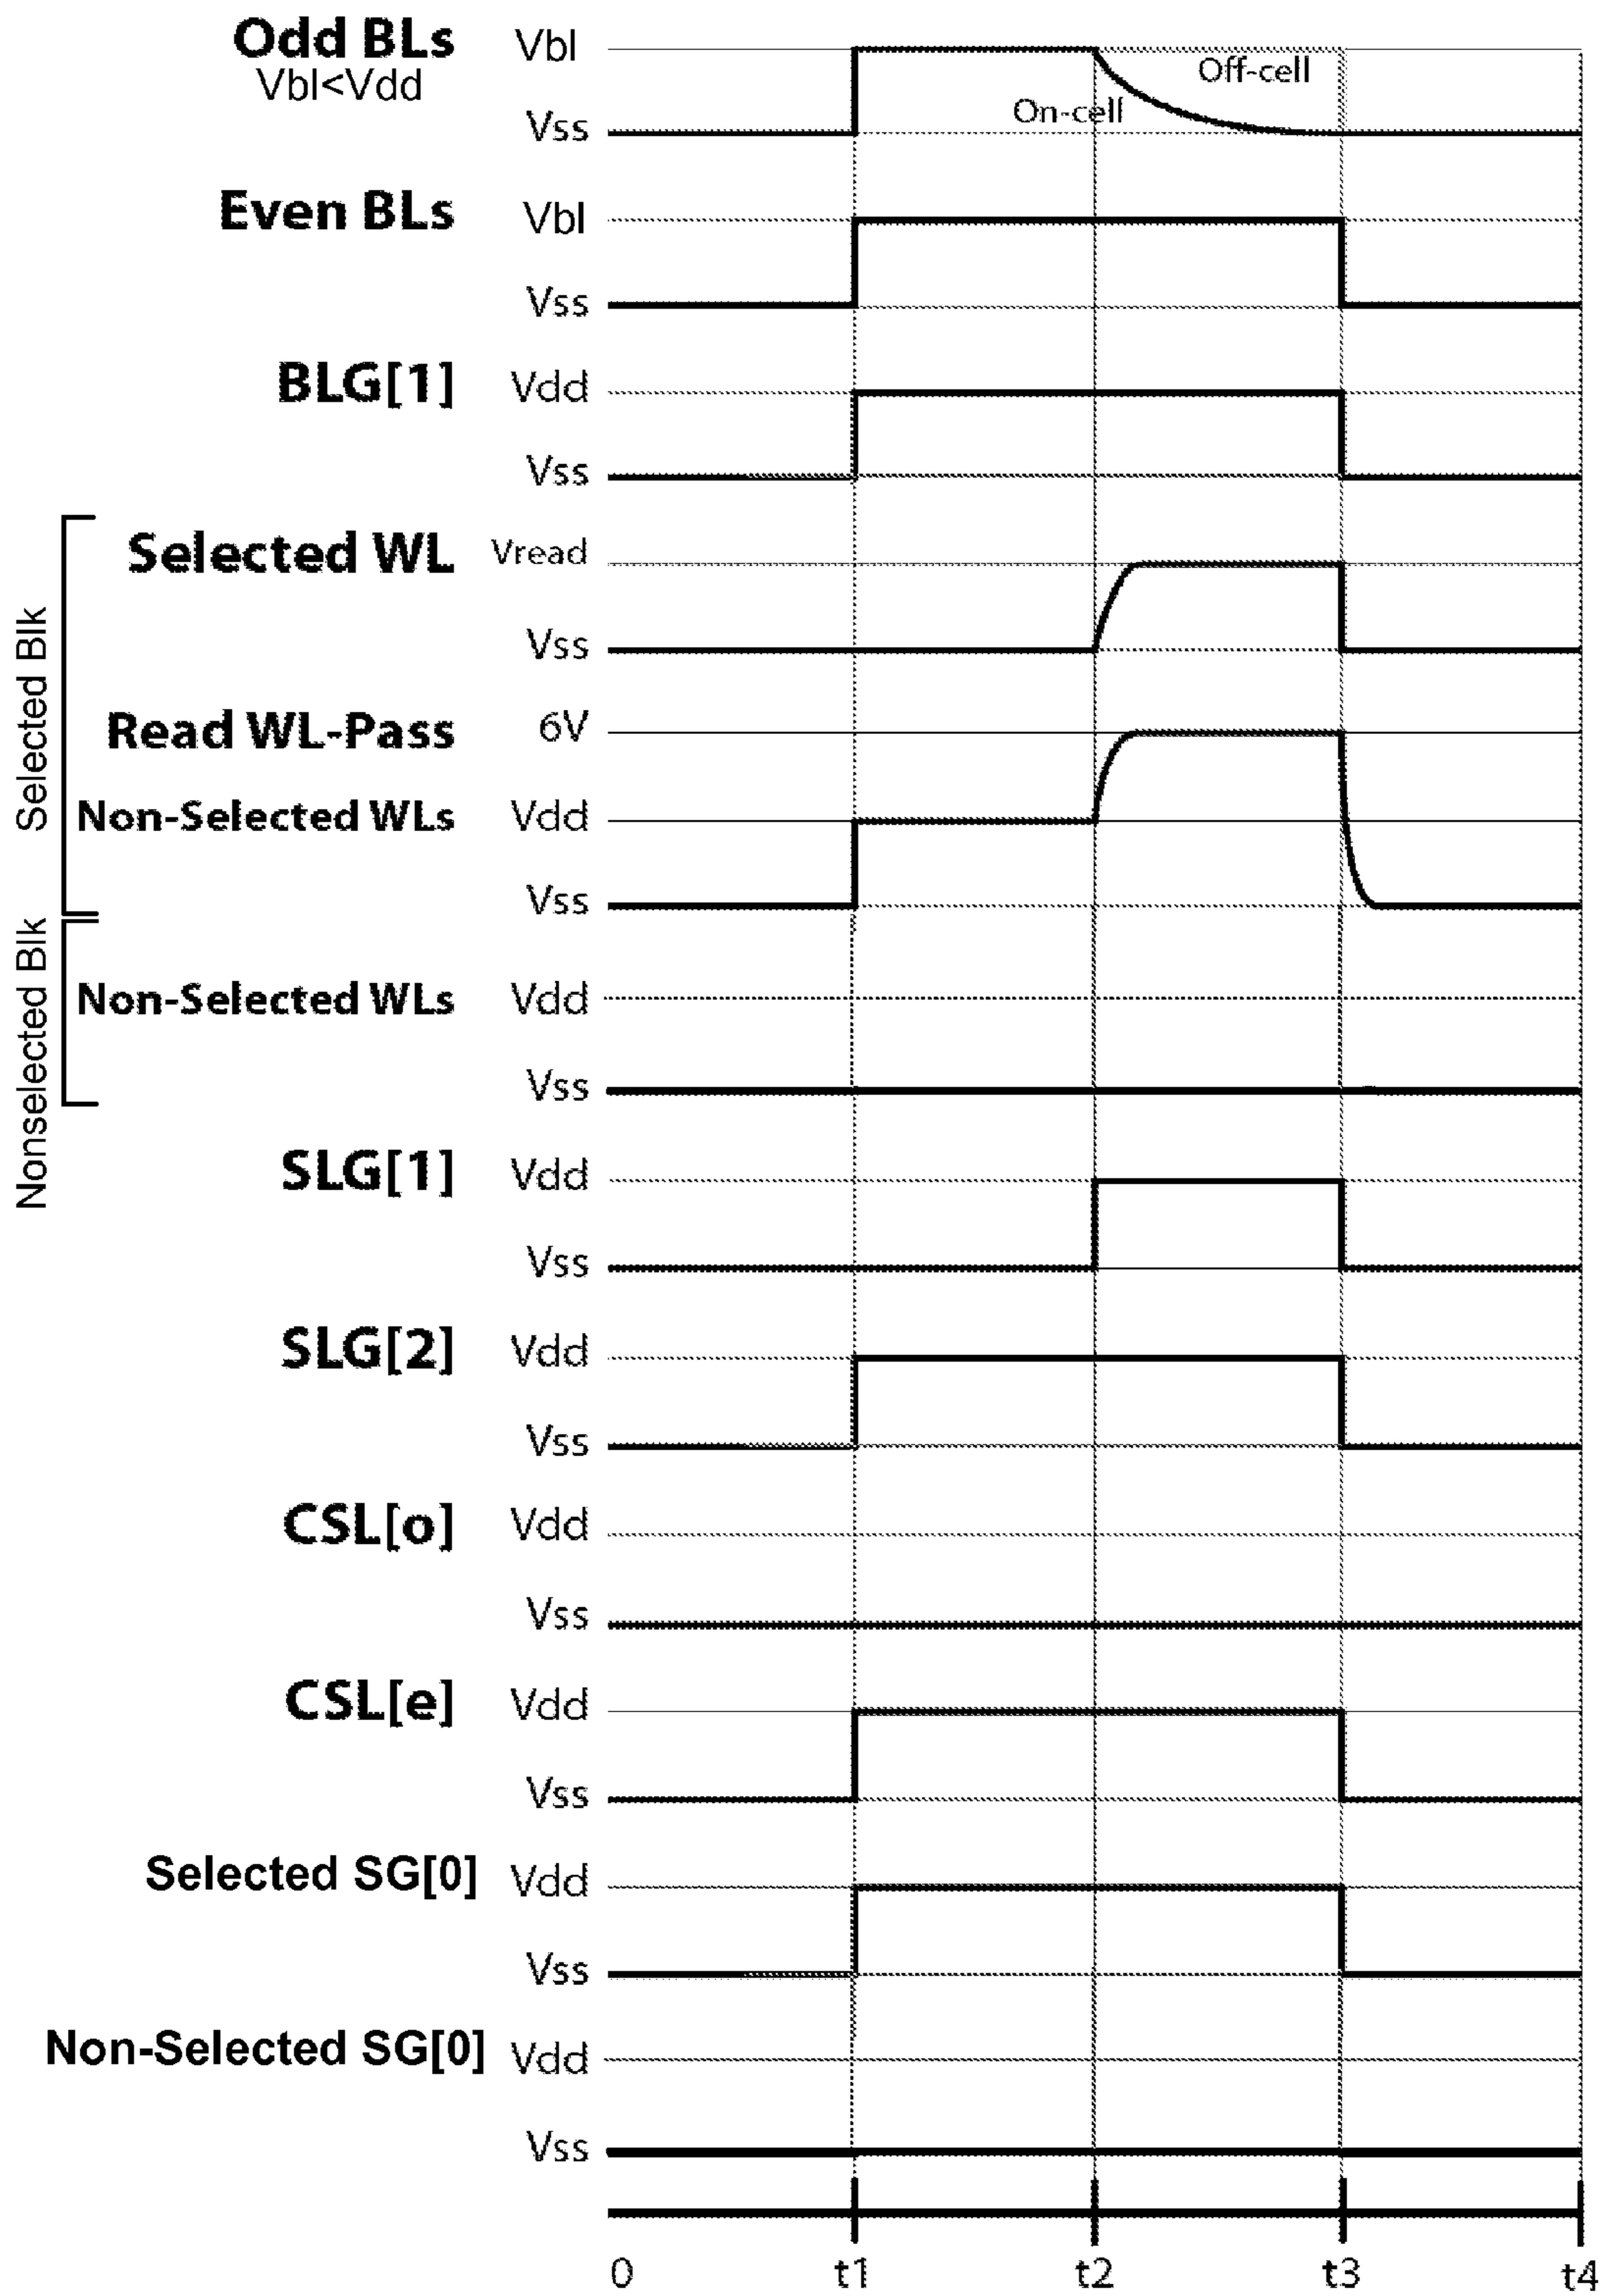 Odd BLs Vbl
Vbl<Vdd
Off-cell
On-cell
Vss
Even BLs Vbl
Vss
BLG[1] Vdd
Vss
Selected Blk
Selected WL Vread
Vss
Read WL-Pass 6V
Non-Selected WLs Vdd
Vss
Nonselected Blk
Non-Selected WLs Vdd
Vss
SLG[1] Vdd
Vss
SLG[2] Vdd
Vss
CSL[o] Vdd
Vss
CSL[e] Vdd
Vss
Selected SG[0] Vdd
Vss
Non-Selected SG[0] Vdd
Vss
0 t1 t2 t3 t4